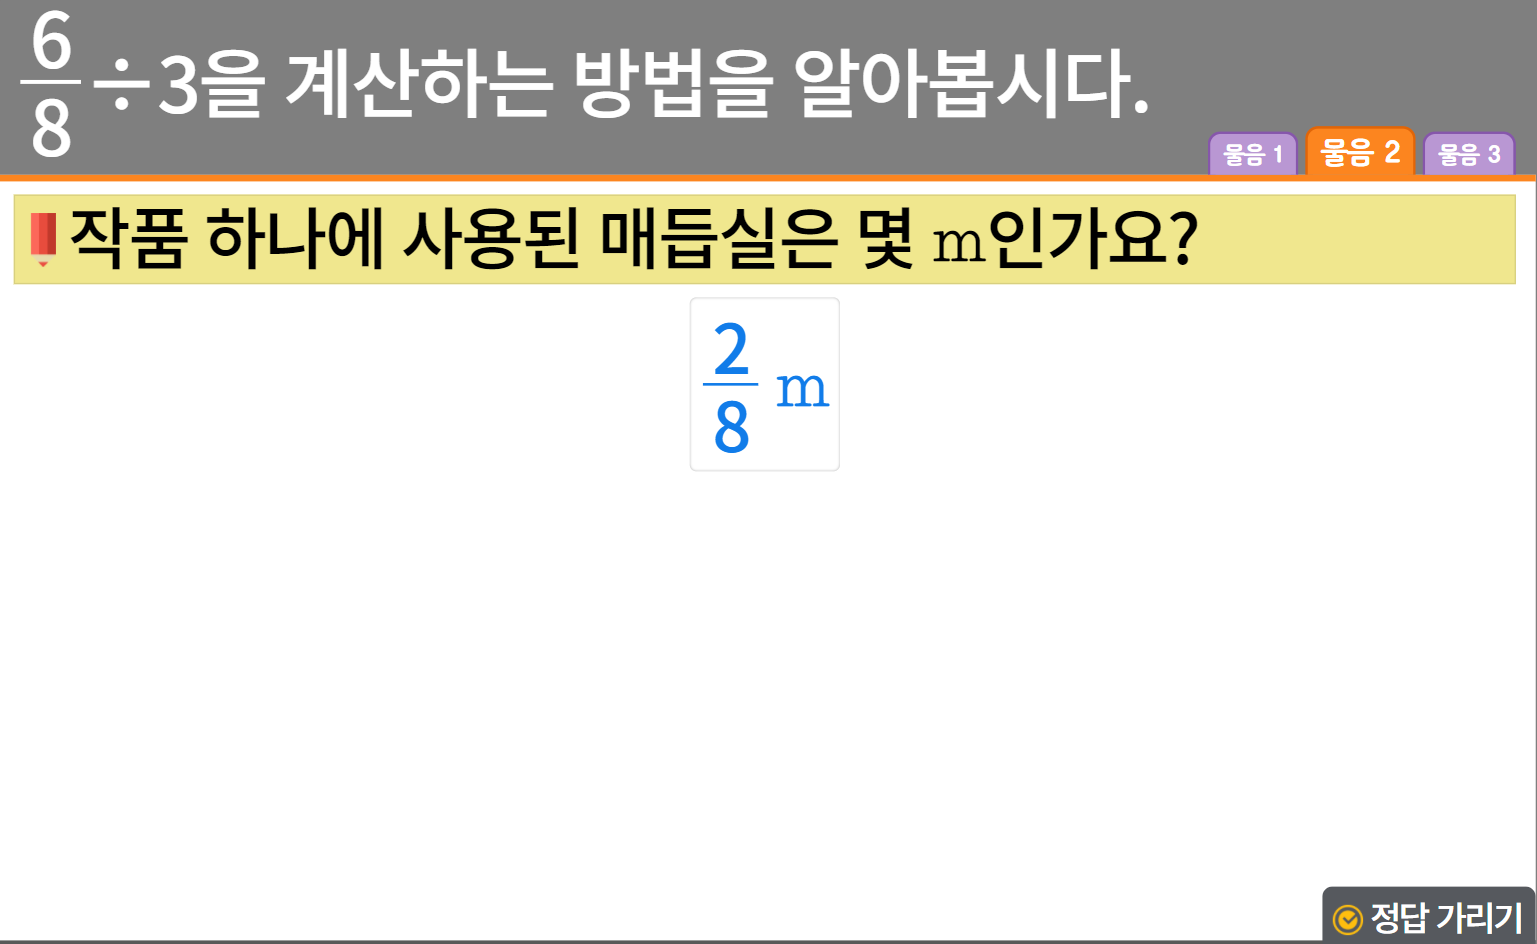 6/8÷3을 계산하는 방법을 알아봅시다.
물음 1 물음 2 물음 3
작품 하나에 사용된 매듭실은 몇 m인가요?
2/8 m
정답 가리기